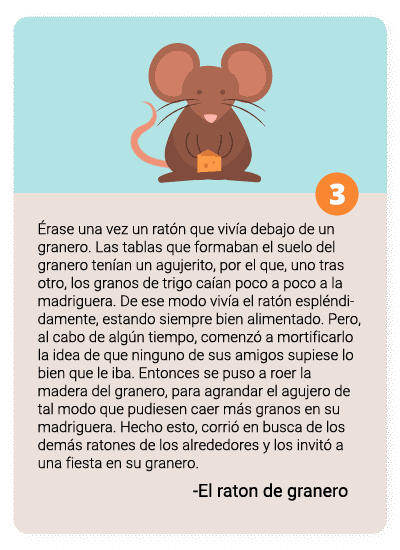 3
Érase una vez un ratón que vivía debajo de un
granero. Las tablas que formaban el suelo del
granero tenían un agujerito, por el que, uno tras
otro, los granos de trigo caían poco a poco a la
madriguera. De ese modo vivía el ratón espléndi-
damente, estando siempre bien alimentado. Pero,
al cabo de algún tiempo, comenzó a mortificarlo
la idea de que ninguno de sus amigos supiese lo
bien que le iba. Entonces se puso a roer la
madera del granero, para agrandar el agujero de
tal modo que pudiesen caer más granos en su
madriguera. Hecho esto, corrió en busca de los
demás ratones de los alrededores y los invitó a
una fiesta en su granero.
-El raton de granero